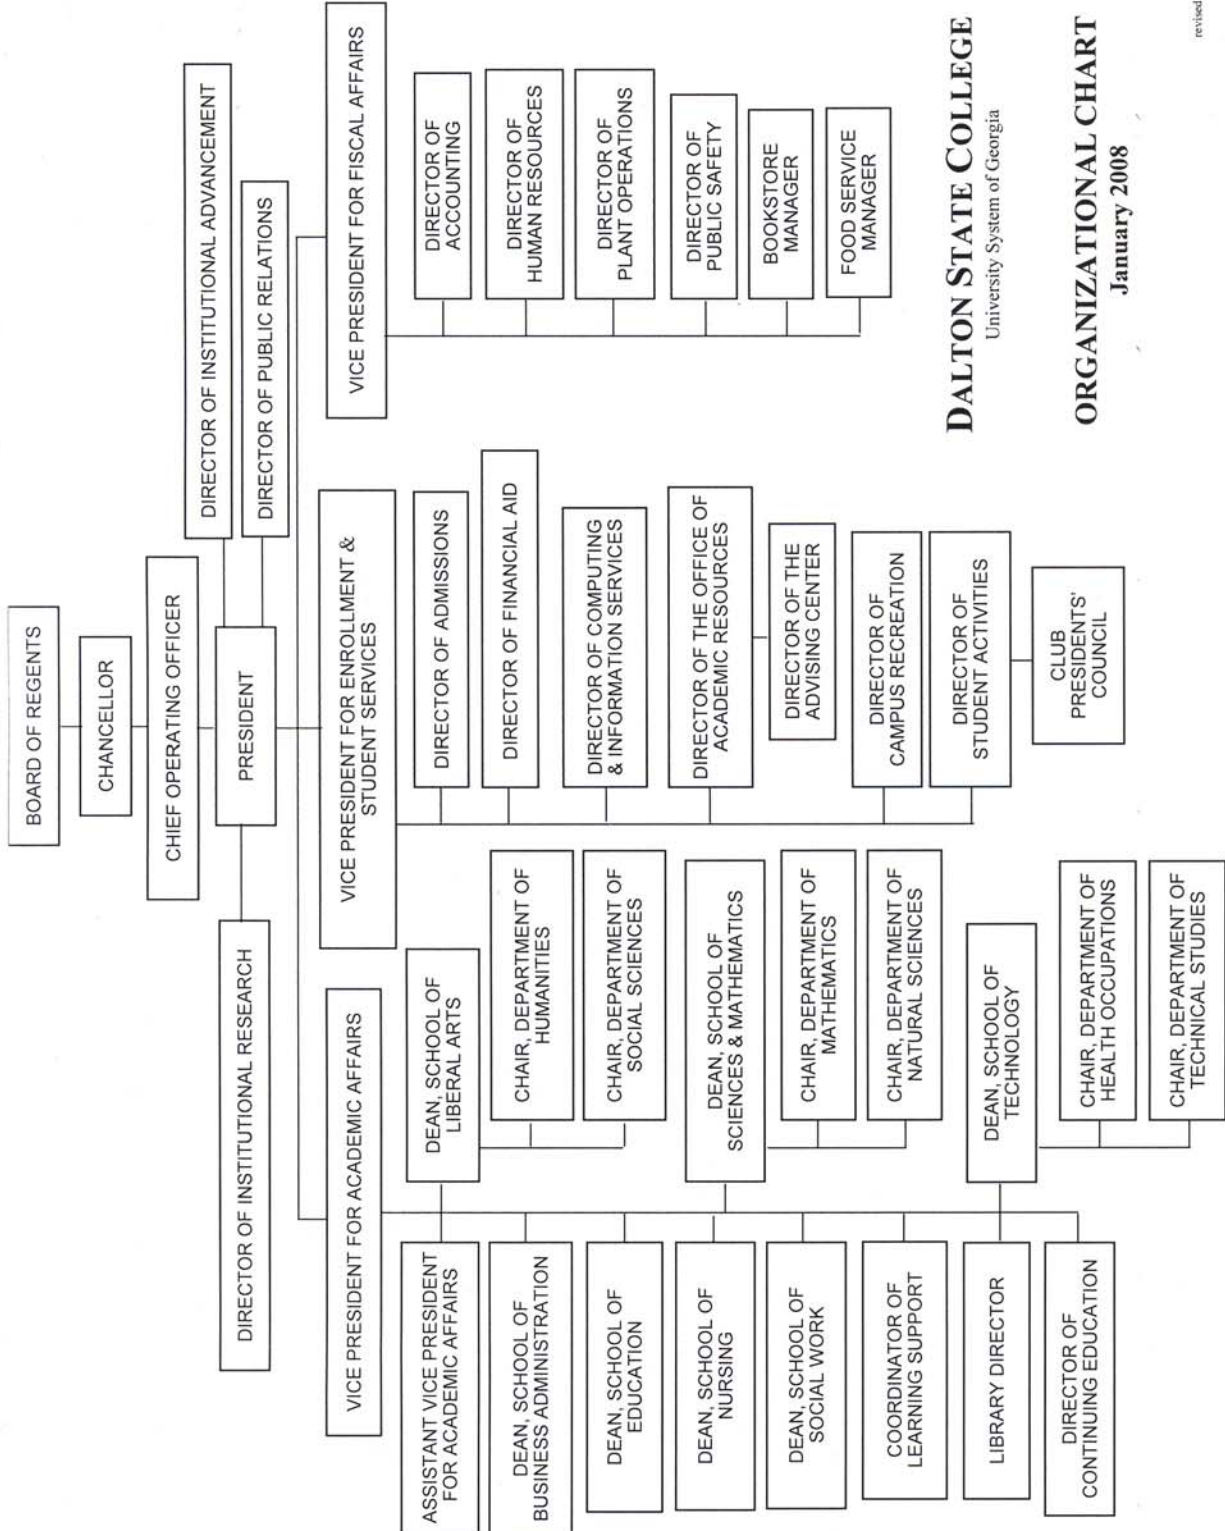 BOARD OF REGENTS
CHANCELLOR
CHIEF OPERATING OFFICER
PRESIDENT
DIRECTOR OF INSTITUTIONAL ADVANCEMENT
DIRECTOR OF PUBLIC RELATIONS
DIRECTOR OF INSTITUTIONAL RESEARCH
VICE PRESIDENT FOR ACADEMIC AFFAIRS
ASSISTANT VICE PRESIDENT
FOR ACADEMIC AFFAIRS
DEAN, SCHOOL OF
BUSINESS ADMINISTRATION
DEAN, SCHOOL OF
EDUCATION
DEAN, SCHOOL OF
NURSING
DEAN, SCHOOL OF
SOCIAL WORK
COORDINATOR OF
LEARNING SUPPORT
LIBRARY DIRECTOR
DIRECTOR OF
CONTINUING EDUCATION
DEAN, SCHOOL OF
LIBERAL ARTS
CHAIR, DEPARTMENT OF
HUMANITIES
CHAIR, DEPARTMENT OF
SOCIAL SCIENCES
DEAN, SCHOOL OF
SCIENCES & MATHEMATICS
CHAIR, DEPARTMENT OF
MATHEMATICS
CHAIR, DEPARTMENT OF
NATURAL SCIENCES
DEAN, SCHOOL OF
TECHNOLOGY
CHAIR, DEPARTMENT OF
HEALTH OCCUPATIONS
CHAIR, DEPARTMENT OF
TECHNICAL STUDIES
VICE PRESIDENT FOR ENROLLMENT &
STUDENT SERVICES
DIRECTOR OF ADMISSIONS
DIRECTOR OF FINANCIAL AID
DIRECTOR OF COMPUTING
& INFORMATION SERVICES
DIRECTOR OF THE OFFICE OF
ACADEMIC RESOURCES
DIRECTOR OF THE
ADVISING CENTER
DIRECTOR OF
CAMPUS RECREATION
DIRECTOR OF
STUDENT ACTIVITIES
CLUB
PRESIDENTS'
COUNCIL
VICE PRESIDENT FOR FISCAL AFFAIRS
DIRECTOR OF
ACCOUNTING
DIRECTOR OF
HUMAN RESOURCES
DIRECTOR OF
PLANT OPERATIONS
DIRECTOR OF
PUBLIC SAFETY
BOOKSTORE
MANAGER
FOOD SERVICE
MANAGER
DALTON STATE COLLEGE
University System of Georgia
ORGANIZATIONAL CHART
January 2008
revised